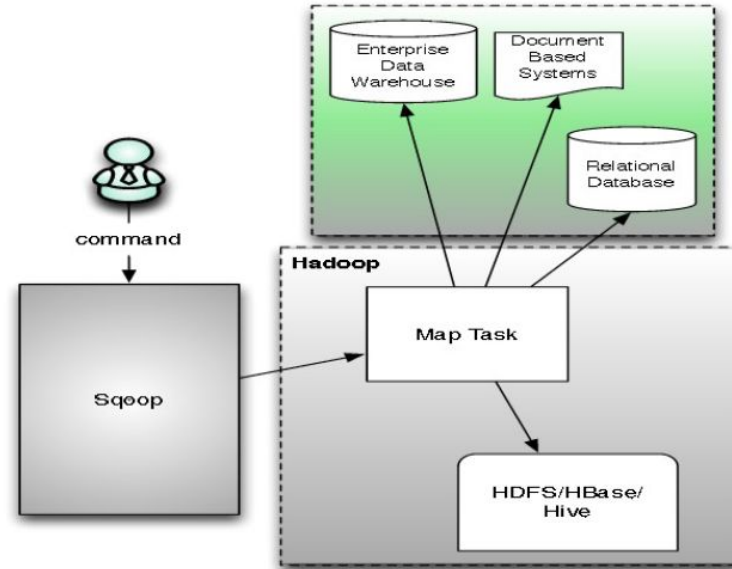 Enterprise
Data
Warehouse
Document
Based
Systems
Relational
Database
command
Hadoop
Map Task
Sqoop
HDFS/HBase/
Hive